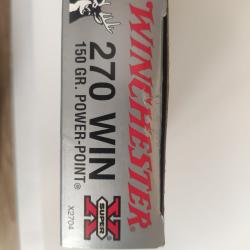 WINCHESTER
270 WIN
150 GR. POWER-POINT®
SUPER
X
X2704